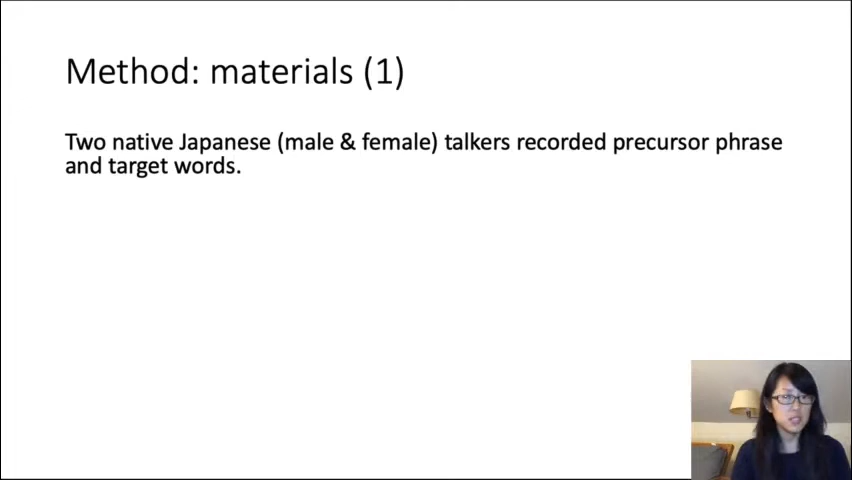 Method: materials (1)
Two native Japanese (male & female) talkers recorded precursor phrase
and target words.